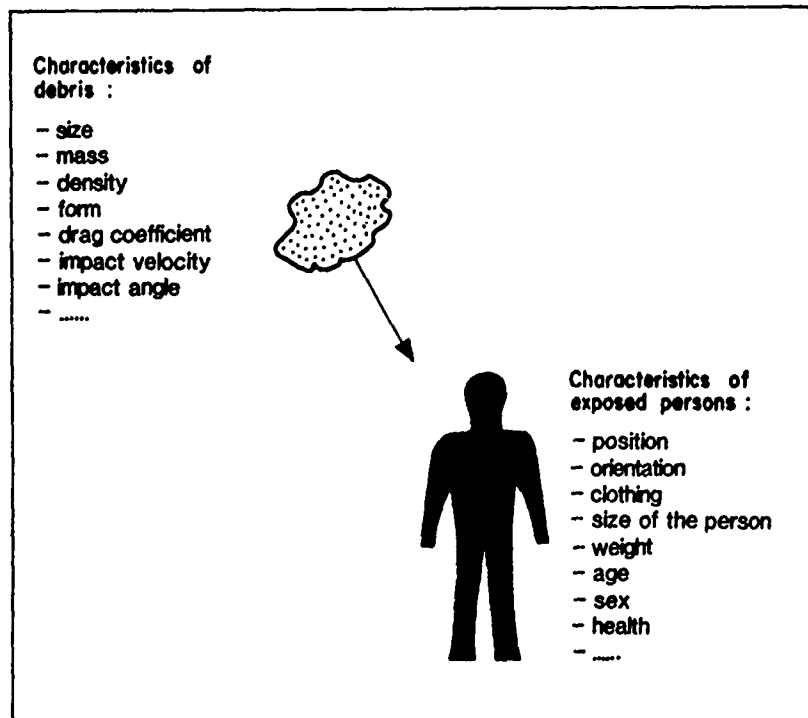 Characteristics of
debris :
- size
- mass
- density
- form
- drag coefficient
- impact velocity
- impact angle
- ......
Characteristics of
exposed persons :
- position
- orientation
- clothing
- size of the person
- weight
- age
- sex
- health
- ......